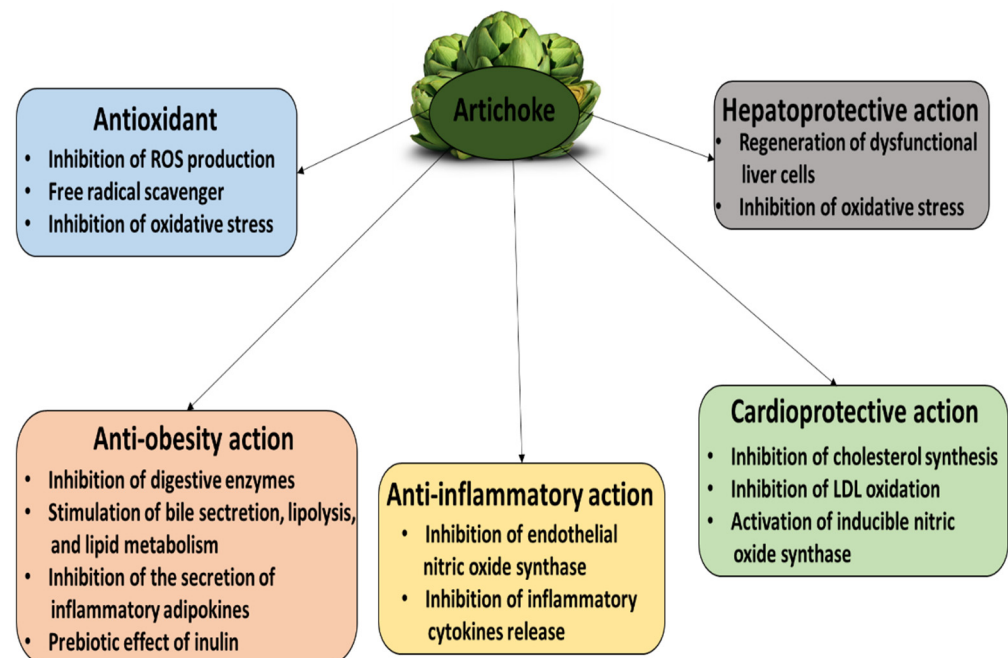 Artichoke
Antioxidant
• Inhibition of ROS production
• Free radical scavenger
• Inhibition of oxidative stress
Hepatoprotective action
• Regeneration of dysfunctional
liver cells
• Inhibition of oxidative stress
Anti-obesity action
• Inhibition of digestive enzymes
• Stimulation of bile sectretion, lipolysis,
and lipid metabolism
• Inhibition of the secretion of
inflammatory adipokines
• Prebiotic effect of inulin
Anti-inflammatory action
• Inhibition of endothelial
nitric oxide synthase
• Inhibition of inflammatory
cytokines release
Cardioprotective action
• Inhibition of cholesterol synthesis
• Inhibition of LDL oxidation
• Activation of inducible nitric
oxide synthase